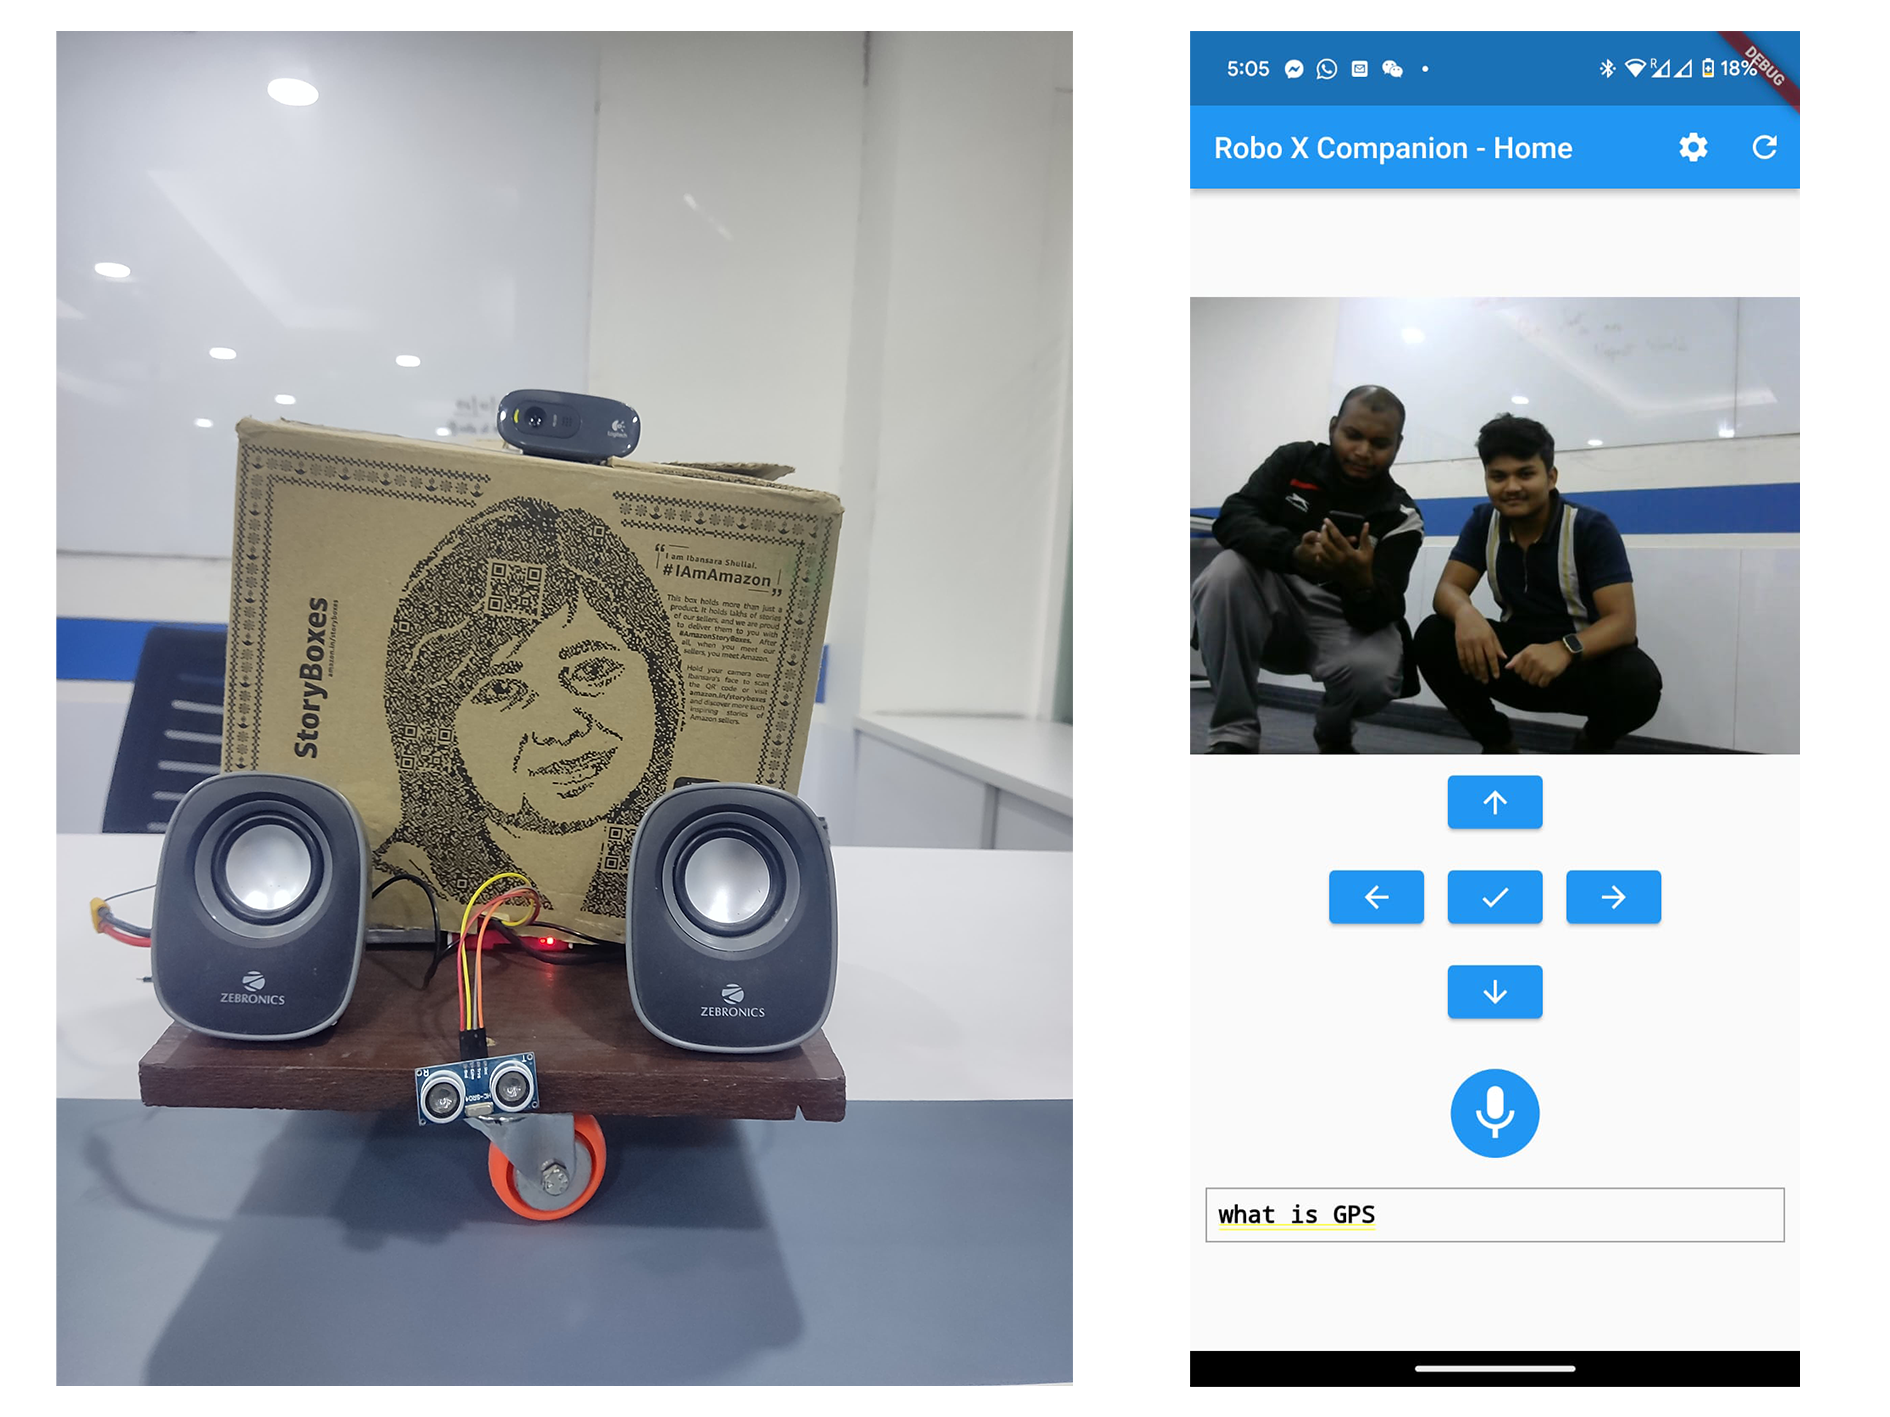 logitech
StoryBoxes
amazon.in/storyboxes
“I am Ibansara Shullai,
#IAmAmazon”
This box holds more than just a
product. It holds lakhs of stories
of our sellers, and we are proud
to deliver them to you with
#AmazonStoryBoxes. After
all, when you meet our
sellers, you meet Amazon.
Hold your camera over
Ibansara's face to scan
the QR code or visit
amazon.in/storyboxes
and discover more such
inspiring stories of
Amazon sellers.
ZEBRONICS
ZEBRONICS
HC-SR04
5:05
R
18%
DEBUG
Robo X Companion - Home
what is GPS